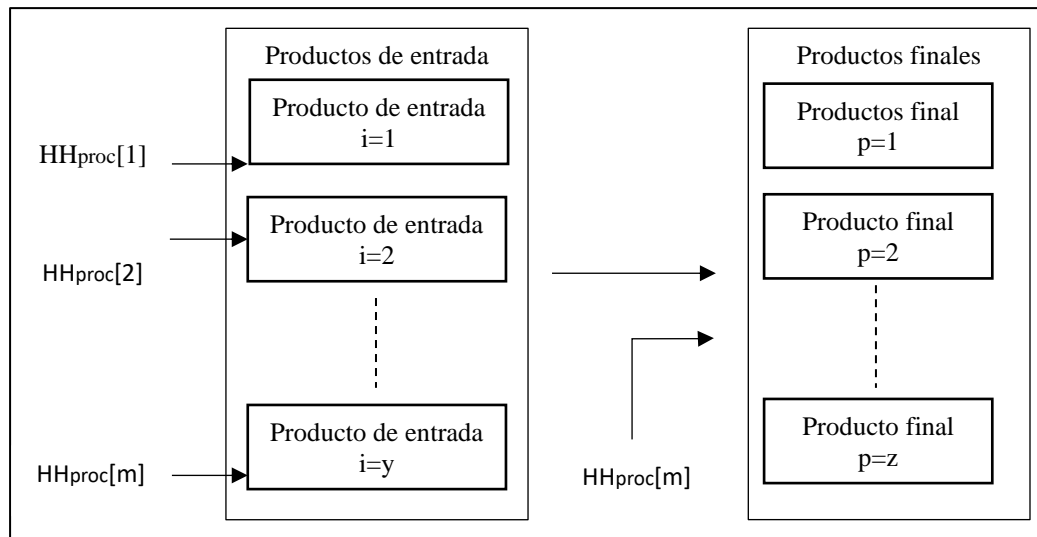 Productos de entrada
Producto de entrada
i=1
HHproc[1]
Producto de entrada
i=2
HHproc[2]
Producto de entrada
i=y
HHproc[m]
HHproc[m]
Productos finales
Productos final
p=1
Producto final
p=2
Producto final
p=z